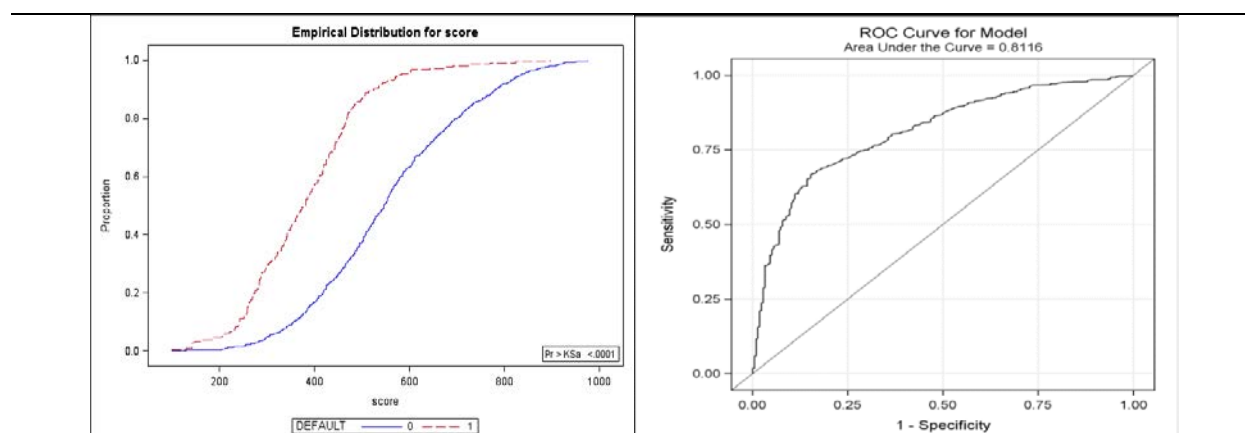 Empirical Distribution for score
1.0
0.8
0.6
0.4
0.2
0.0
Proportion
Pr > KSa <.0001
200 400 600 800 1000
score
DEFAULT 0 1
ROC Curve for Model
Area Under the Curve = 0.8116
1.00
0.75
0.50
0.25
0.00
Sensitivity
0.00 0.25 0.50 0.75 1.00
1 - Specificity